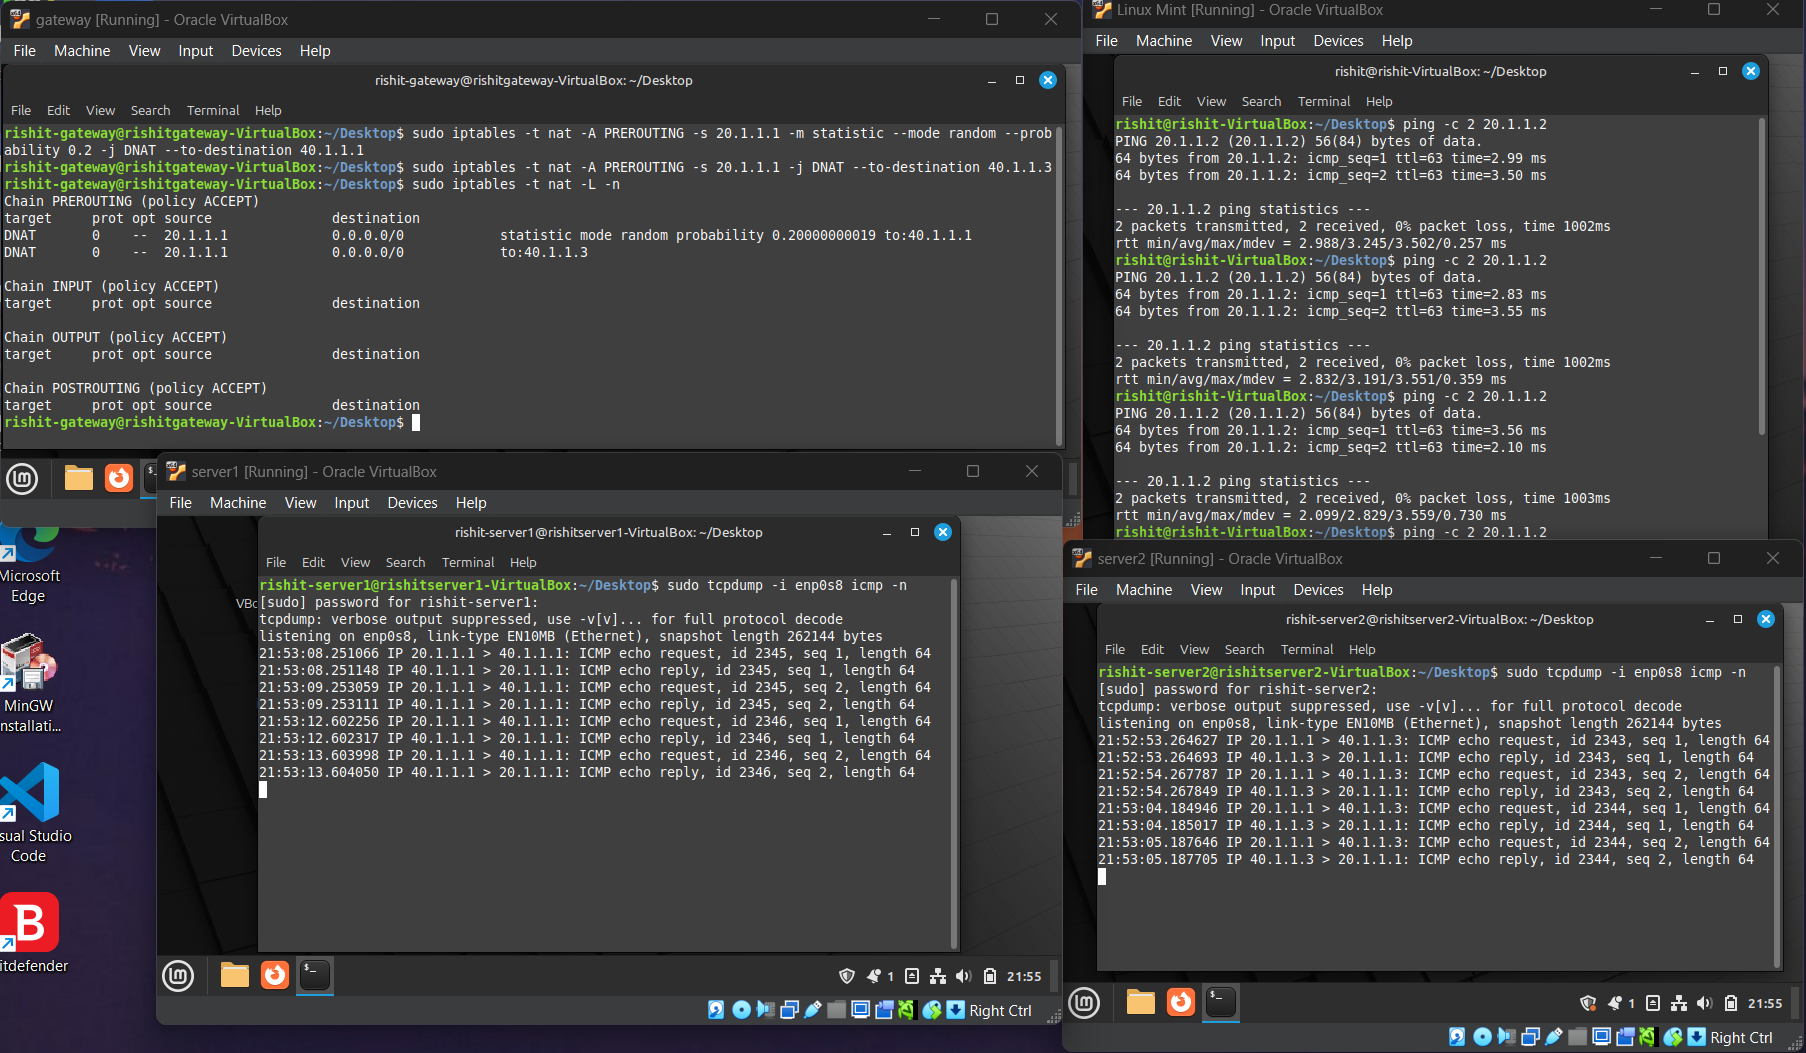 gateway [Running] - Oracle VirtualBox
File Machine View Input Devices Help
rishit-gateway@rishitgateway-VirtualBox: ~/Desktop
File Edit View Search Terminal Help
rishit-gateway@rishitgateway-VirtualBox:~/Desktop$ sudo iptables -t nat -A PREROUTING -s 20.1.1.1 -m statistic --mode random --prob
ability 0.2 -j DNAT --to-destination 40.1.1.1
rishit-gateway@rishitgateway-VirtualBox:~/Desktop$ sudo iptables -t nat -A PREROUTING -s 20.1.1.1 -j DNAT --to-destination 40.1.1.3
rishit-gateway@rishitgateway-VirtualBox:~/Desktop$ sudo iptables -t nat -L -n
Chain PREROUTING (policy ACCEPT)
target     prot opt source               destination
DNAT       0    --  20.1.1.1             0.0.0.0/0            statistic mode random probability 0.20000000019 to:40.1.1.1
DNAT       0    --  20.1.1.1             0.0.0.0/0            to:40.1.1.3
Chain INPUT (policy ACCEPT)
target     prot opt source               destination
Chain OUTPUT (policy ACCEPT)
target     prot opt source               destination
Chain POSTROUTING (policy ACCEPT)
target     prot opt source               destination
rishit-gateway@rishitgateway-VirtualBox:~/Desktop$
Linux Mint [Running] - Oracle VirtualBox
File Machine View Input Devices Help
rishit@rishit-VirtualBox: ~/Desktop
File Edit View Search Terminal Help
rishit@rishit-VirtualBox:~/Desktop$ ping -c 2 20.1.1.2
PING 20.1.1.2 (20.1.1.2) 56(84) bytes of data.
64 bytes from 20.1.1.2: icmp_seq=1 ttl=63 time=2.99 ms
64 bytes from 20.1.1.2: icmp_seq=2 ttl=63 time=3.50 ms
--- 20.1.1.2 ping statistics ---
2 packets transmitted, 2 received, 0% packet loss, time 1002ms
rtt min/avg/max/mdev = 2.988/3.245/3.502/0.257 ms
rishit@rishit-VirtualBox:~/Desktop$ ping -c 2 20.1.1.2
PING 20.1.1.2 (20.1.1.2) 56(84) bytes of data.
64 bytes from 20.1.1.2: icmp_seq=1 ttl=63 time=2.83 ms
64 bytes from 20.1.1.2: icmp_seq=2 ttl=63 time=3.55 ms
--- 20.1.1.2 ping statistics ---
2 packets transmitted, 2 received, 0% packet loss, time 1002ms
rtt min/avg/max/mdev = 2.832/3.191/3.551/0.359 ms
rishit@rishit-VirtualBox:~/Desktop$ ping -c 2 20.1.1.2
PING 20.1.1.2 (20.1.1.2) 56(84) bytes of data.
64 bytes from 20.1.1.2: icmp_seq=1 ttl=63 time=3.56 ms
64 bytes from 20.1.1.2: icmp_seq=2 ttl=63 time=2.10 ms
--- 20.1.1.2 ping statistics ---
2 packets transmitted, 2 received, 0% packet loss, time 1003ms
rtt min/avg/max/mdev = 2.099/2.829/3.559/0.730 ms
rishit@rishit-VirtualBox:~/Desktop$ ping -c 2 20.1.1.2
Microsoft
Edge
MinGW
nstallati...
sual Studio
Code
B
itdefender
server1 [Running] - Oracle VirtualBox
File Machine View Input Devices Help
VBo
rishit-server1@rishitserver1-VirtualBox: ~/Desktop
File Edit View Search Terminal Help
rishit-server1@rishitserver1-VirtualBox:~/Desktop$ sudo tcpdump -i enp0s8 icmp -n
[sudo] password for rishit-server1:
tcpdump: verbose output suppressed, use -v[v]... for full protocol decode
listening on enp0s8, link-type EN10MB (Ethernet), snapshot length 262144 bytes
21:53:08.251066 IP 20.1.1.1 > 40.1.1.1: ICMP echo request, id 2345, seq 1, length 64
21:53:08.251148 IP 40.1.1.1 > 20.1.1.1: ICMP echo reply, id 2345, seq 1, length 64
21:53:09.253059 IP 20.1.1.1 > 40.1.1.1: ICMP echo request, id 2345, seq 2, length 64
21:53:09.253111 IP 40.1.1.1 > 20.1.1.1: ICMP echo reply, id 2345, seq 2, length 64
21:53:12.602256 IP 20.1.1.1 > 40.1.1.1: ICMP echo request, id 2346, seq 1, length 64
21:53:12.602317 IP 40.1.1.1 > 20.1.1.1: ICMP echo reply, id 2346, seq 1, length 64
21:53:13.603998 IP 20.1.1.1 > 40.1.1.1: ICMP echo request, id 2346, seq 2, length 64
21:53:13.604050 IP 40.1.1.1 > 20.1.1.1: ICMP echo reply, id 2346, seq 2, length 64
1 21:55
Right Ctrl
server2 [Running] - Oracle VirtualBox
File Machine View Input Devices Help
rishit-server2@rishitserver2-VirtualBox: ~/Desktop
File Edit View Search Terminal Help
rishit-server2@rishitserver2-VirtualBox:~/Desktop$ sudo tcpdump -i enp0s8 icmp -n
[sudo] password for rishit-server2:
tcpdump: verbose output suppressed, use -v[v]... for full protocol decode
listening on enp0s8, link-type EN10MB (Ethernet), snapshot length 262144 bytes
21:52:53.264627 IP 20.1.1.1 > 40.1.1.3: ICMP echo request, id 2343, seq 1, length 64
21:52:53.264693 IP 40.1.1.3 > 20.1.1.1: ICMP echo reply, id 2343, seq 1, length 64
21:52:54.267787 IP 20.1.1.1 > 40.1.1.3: ICMP echo request, id 2343, seq 2, length 64
21:52:54.267849 IP 40.1.1.3 > 20.1.1.1: ICMP echo reply, id 2343, seq 2, length 64
21:53:04.184946 IP 20.1.1.1 > 40.1.1.3: ICMP echo request, id 2344, seq 1, length 64
21:53:04.185017 IP 40.1.1.3 > 20.1.1.1: ICMP echo reply, id 2344, seq 1, length 64
21:53:05.187646 IP 20.1.1.1 > 40.1.1.3: ICMP echo request, id 2344, seq 2, length 64
21:53:05.187705 IP 40.1.1.3 > 20.1.1.1: ICMP echo reply, id 2344, seq 2, length 64
1 21:55
Right Ctrl